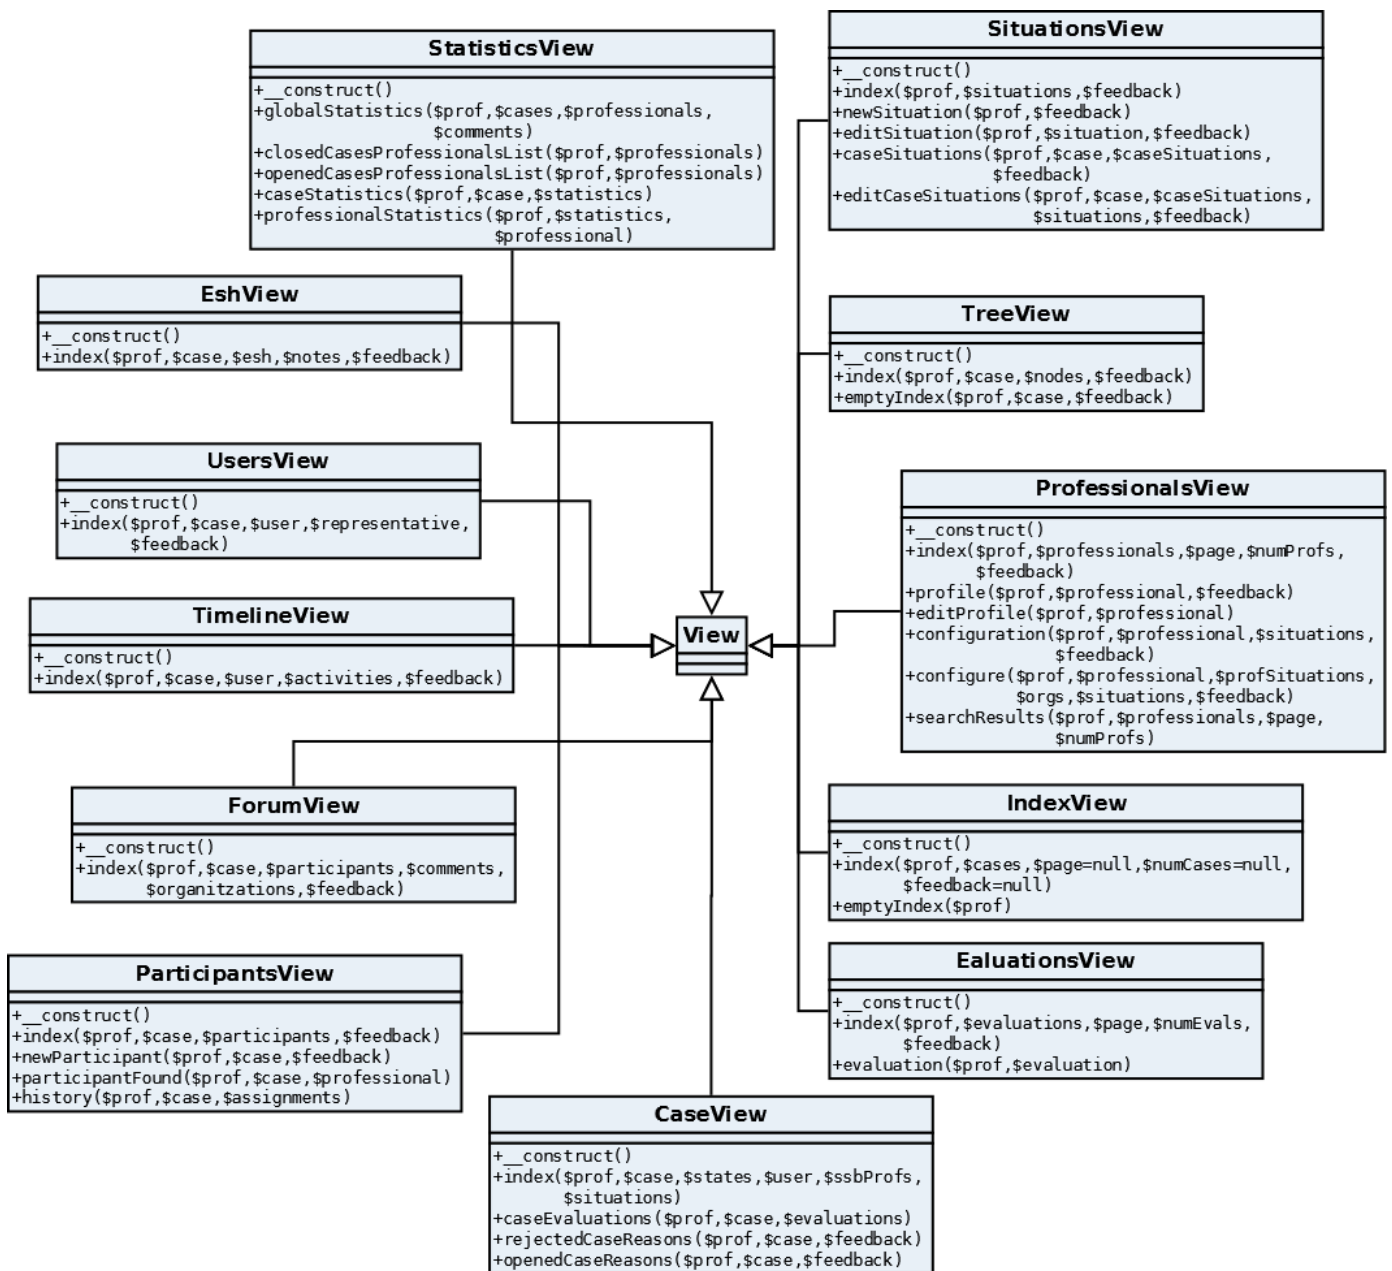 StatisticsView
+__construct()
+globalStatistics($prof,$cases,$professionals,
$comments)
+closedCasesProfessionalsList($prof,$professionals)
+openedCasesProfessionalsList($prof,$professionals)
+caseStatistics($prof,$case,$statistics)
+professionalStatistics($prof,$statistics,
$professional)
SituationsView
+__construct()
+index($prof,$situations,$feedback)
+newSituation($prof,$feedback)
+editSituation($prof,$situation,$feedback)
+caseSituations($prof,$case,$caseSituations,
$feedback)
+editCaseSituations($prof,$case,$caseSituations,
$situations,$feedback)
EshView
+__construct()
+index($prof,$case,$esh,$notes,$feedback)
TreeView
+__construct()
+index($prof,$case,$nodes,$feedback)
+emptyIndex($prof,$case,$feedback)
UsersView
+__construct()
+index($prof,$case,$user,$representative,
$feedback)
ProfessionalsView
+__construct()
+index($prof,$professionals,$page,$numProfs,
$feedback)
+profile($prof,$professional,$feedback)
+editProfile($prof,$professional)
+configuration($prof,$professional,$situations,
$feedback)
+configure($prof,$professional,$profSituations,
$orgs,$situations,$feedback)
+searchResults($prof,$professionals,$page,
$numProfs)
TimelineView
+__construct()
+index($prof,$case,$user,$activities,$feedback)
View
ForumView
+__construct()
+index($prof,$case,$participants,$comments,
$organitzations,$feedback)
IndexView
+__construct()
+index($prof,$cases,$page=null,$numCases=null,
$feedback=null)
+emptyIndex($prof)
ParticipantsView
+__construct()
+index($prof,$case,$participants,$feedback)
+newParticipant($prof,$case,$feedback)
+participantFound($prof,$case,$professional)
+history($prof,$case,$assignments)
EaluationsView
+__construct()
+index($prof,$evaluations,$page,$numEvals,
$feedback)
+evaluation($prof,$evaluation)
CaseView
+__construct()
+index($prof,$case,$states,$user,$ssbProfs,
$situations)
+caseEvaluations($prof,$case,$evaluations)
+rejectedCaseReasons($prof,$case,$feedback)
+openedCaseReasons($prof,$case,$feedback)